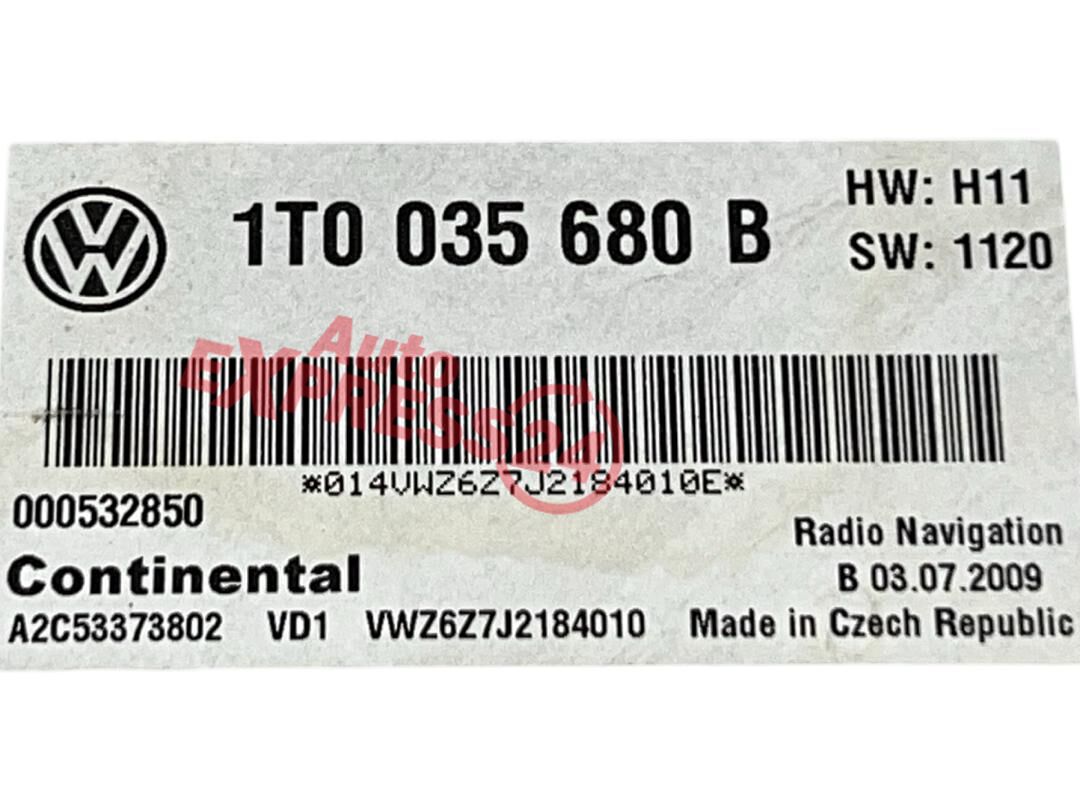 1T0 035 680 B
HW: H11
SW: 1120
Auto
EXPRESS24
*014VWZ6Z7J2184010E*
000532850
Radio Navigation
Continental
B 03.07.2009
A2C53373802 VD1 VWZ6Z7J2184010 Made in Czech Republic